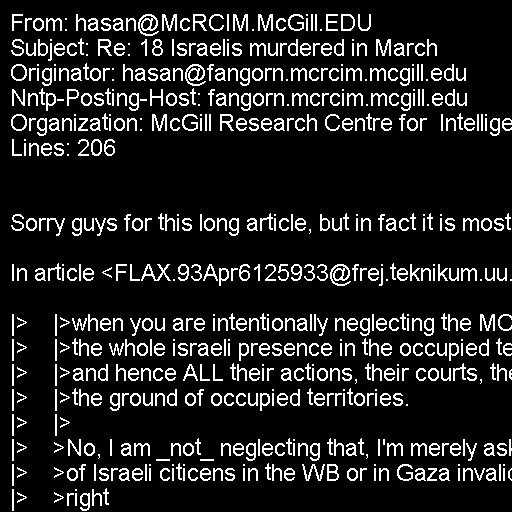 From: hasan@McRCIM.McGill.EDU
Subject: Re: 18 Israelis murdered in March
Originator: hasan@fangorn.mcrcim.mcgill.edu
Nntp-Posting-Host: fangorn.mcrcim.mcgill.edu
Organization: McGill Research Centre for  Intellige
Lines: 206

Sorry guys for this long article, but in fact it is most
In article <FLAX.93Apr6125933@frej.teknikum.uu.
|>    |>when you are intentionally neglecting the MC
|>    |>the whole israeli presence in the occupied te
|>    |>and hence ALL their actions, their courts, the
|>    |>the ground of occupied territories.
|>    |>
|>    >No, I am _not_ neglecting that, I'm merely ask
|>    >of Israeli citicens in the WB or in Gaza invalid
|>    >right